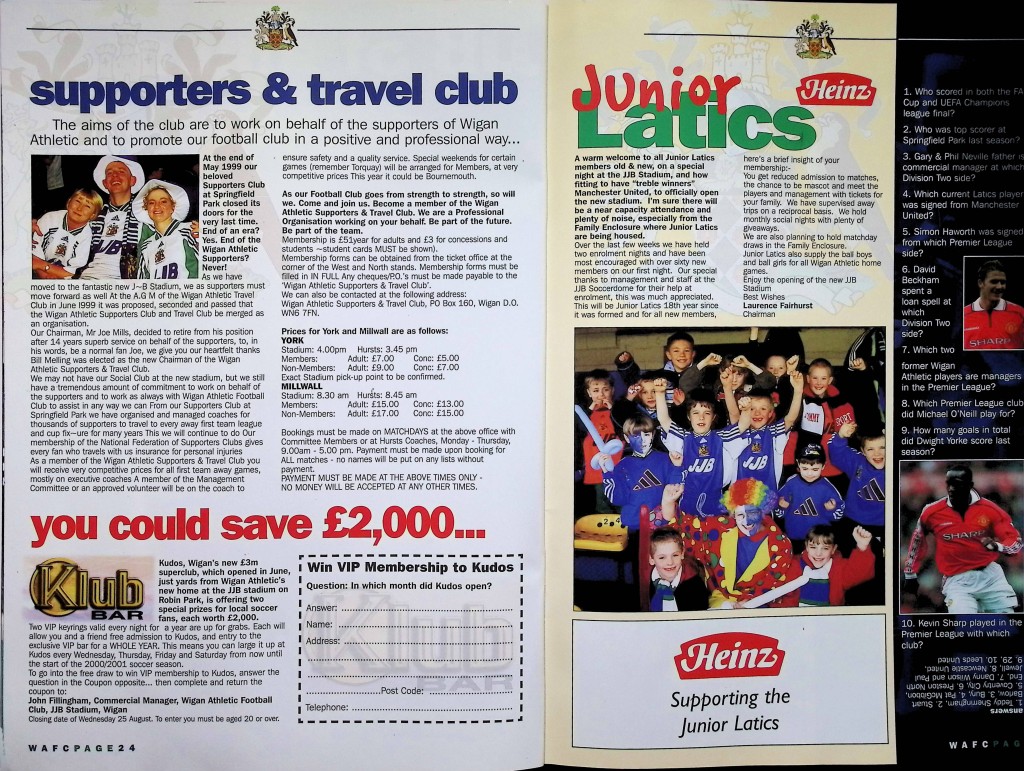 supporters & travel club
The aims of the club are to work on behalf of the supporters of Wigan
Athletic and to promote our football club in a positive and professional way...
At the end of
May 1999 our
beloved
Supporters Club
at Springfield
Park closed its
doors for the
very last time.
End of an era?
Yes. End of the
Wigan Athletic
Supporters?
Never!
As we have
moved to the fantastic new J~B Stadium, we as supporters must
move forward as well At the A.G M of the Wigan Athletic Travel
Club in June 1999 it was proposed, seconded and passed that
the Wigan Athletic Supporters Club and Travel Club be merged as
an organisation.
Our Chairman, Mr Joe Mills, decided to retire from his position
after 14 years superb service on behalf of the supporters, to, in
his words, be a normal fan Joe, we give you our heartfelt thanks
Bill Melling was elected as the new Chairman of the Wigan
Athletic Supporters & Travel Club.
We may not have our Social Club at the new stadium, but we still
have a tremendous amount of commitment to work on behalf of
the supporters and to work as always with Wigan Athletic Football
Club to assist in any way we can From our Supporters Club at
Springfield Park we have organised and managed coaches for
thousands of supporters to travel to every away first team league
and cup fix—ure for many years This we will continue to do Our
membership of the National Federation of Supporters Clubs gives
every fan who travels with us insurance for personal injuries
As a member of the Wigan Athletic Supporters & Travel Club you
will receive very competitive prices for all first team away games,
mostly on executive coaches A member of the Management
Committee or an approved volunteer will be on the coach to
ensure safety and a quality service. Special weekends for certain
games (remember Torquay) will be arranged for Members, at very
competitive prices This year it could be Bournemouth.
As our Football Club goes from strength to strength, so will
we. Come and join us. Become a member of the Wigan
Athletic Supporters & Travel Club. We are a Professional
Organisation working on your behalf. Be part of the future.
Be part of the team.
Membership is £51year for adults and £3 for concessions and
students ~student cards MUST be shown).
Membership forms can be obtained from the ticket office at the
corner of the West and North stands. Membership forms must be
filled in IN FULL Any cheques/P.O.'s must be made payable to the
'Wigan Athletic Supporters & Travel Club'.
We can also be contacted at the following address:
Wigan Athletic Supporters & Travel Club, PO Box 160, Wigan D.O.
WN6 7FN.
Prices for York and Millwall are as follows:
YORK
Stadium: 4.00pm Hursts: 3.45 pm
Members: Adult: £7.00 Conc: £5.00
Non-Members: Adult: £9.00 Conc: £7.00
Exact Stadium pick-up point to be confirmed.
MILLWALL
Stadium: 8.30 am Hursts: 8.45 am
Members: Adult: £15.00 Conc: £13.00
Non-Members: Adult: £17.00 Conc: £15.00
Bookings must be made on MATCHDAYS at the above office with
Committee Members or at Hursts Coaches, Monday - Thursday,
9.00am - 5.00 pm. Payment must be made upon booking for
ALL matches - no names will be put on any lists without
payment.
PAYMENT MUST BE MADE AT THE ABOVE TIMES ONLY -
NO MONEY WILL BE ACCEPTED AT ANY OTHER TIMES.
you could save £2,000...
Klub
BAR
Kudos, Wigan's new £3m
superclub, which opened in June,
just yards from Wigan Athletic's
new home at the JJB stadium on
Robin Park, is offering two
special prizes for local soccer
fans, each worth £2,000.
Two VIP keyrings valid every night for a year are up for grabs. Each will
allow you and a friend free admission to Kudos, and entry to the
exclusive VIP bar for a WHOLE YEAR. This means you can large it up at
Kudos every Wednesday, Thursday, Friday and Saturday from now until
the start of the 2000/2001 soccer season.
To go into the free draw to win VIP membership to Kudos, answer the
question in the Coupon opposite... then complete and return the
coupon to:
John Fillingham, Commercial Manager, Wigan Athletic Football
Club, JJB Stadium, Wigan
Closing date of Wednesday 25 August. To enter you must be aged 20 or over.
Win VIP Membership to Kudos
Question: In which month did Kudos open?
Answer:
Name:
Address:
Post Code:
Telephone:
Klub
BAR
WAFCPAGE24
Junior
Latics
Heinz
A warm welcome to all Junior Latics
members old & new, on a special
night at the JJB Stadium, and how
fitting to have "treble winners"
Manchester United, to officially open
the new stadium. I'm sure there will
be a near capacity attendance and
plenty of noise, especially from the
Family Enclosure where Junior Latics
are being housed.
Over the last few weeks we have held
two enrolment nights and have been
most encouraged with over sixty new
members on our first night. Our special
thanks to management and staff at the
JJB Soccerdome for their help at
enrolment, this was much appreciated.
This will be Junior Latics 18th year since
it was formed and for all new members,
here's a brief insight of your
membership:-
You get reduced admission to matches,
the chance to be mascot and meet the
players and management with tickets for
your family. We have supervised away
trips on a reciprocal basis. We hold
monthly social nights with plenty of
giveaways.
We are also planning to hold matchday
draws in the Family Enclosure.
Junior Latics also supply the ball boys
and ball girls for all Wigan Athletic home
games.
Enjoy the opening of the new JJB
Stadium
Best Wishes
Laurence Fairhurst
Chairman
JJB
JJB
Heinz
Supporting the
Junior Latics
1. Who scored in both the FA
Cup and UEFA Champions
league final?
2. Who was top scorer at
Springfield Park last season?
3. Gary & Phil Neville father is
commercial manager at which
Division Two side?
4. Which current Latics player
was signed from Manchester
United?
5. Simon Haworth was signed
from which Premier League
side?
6. David
Beckham
spent a
loan spell at
which
Division Two
side?
SHARP
7. Which two
former Wigan
Athletic players are managers
in the Premier League?
8. Which Premier League club
did Michael O'Neill play for?
9. How many goals in total
did Dwight Yorke score last
season?
SHARP
10. Kevin Sharp played in the
Premier League with which
club?
answers
1. Teddy Sherringham, 2. Stuart
Barlow, 3. Bury, 4. Pat McGibbon,
5. Coventry City, 6. Preston North
End, 7. Danny Wilson and Paul
Jewell, 8. Newcastle United,
9. 29, 10. Leeds United
WAFC PAG